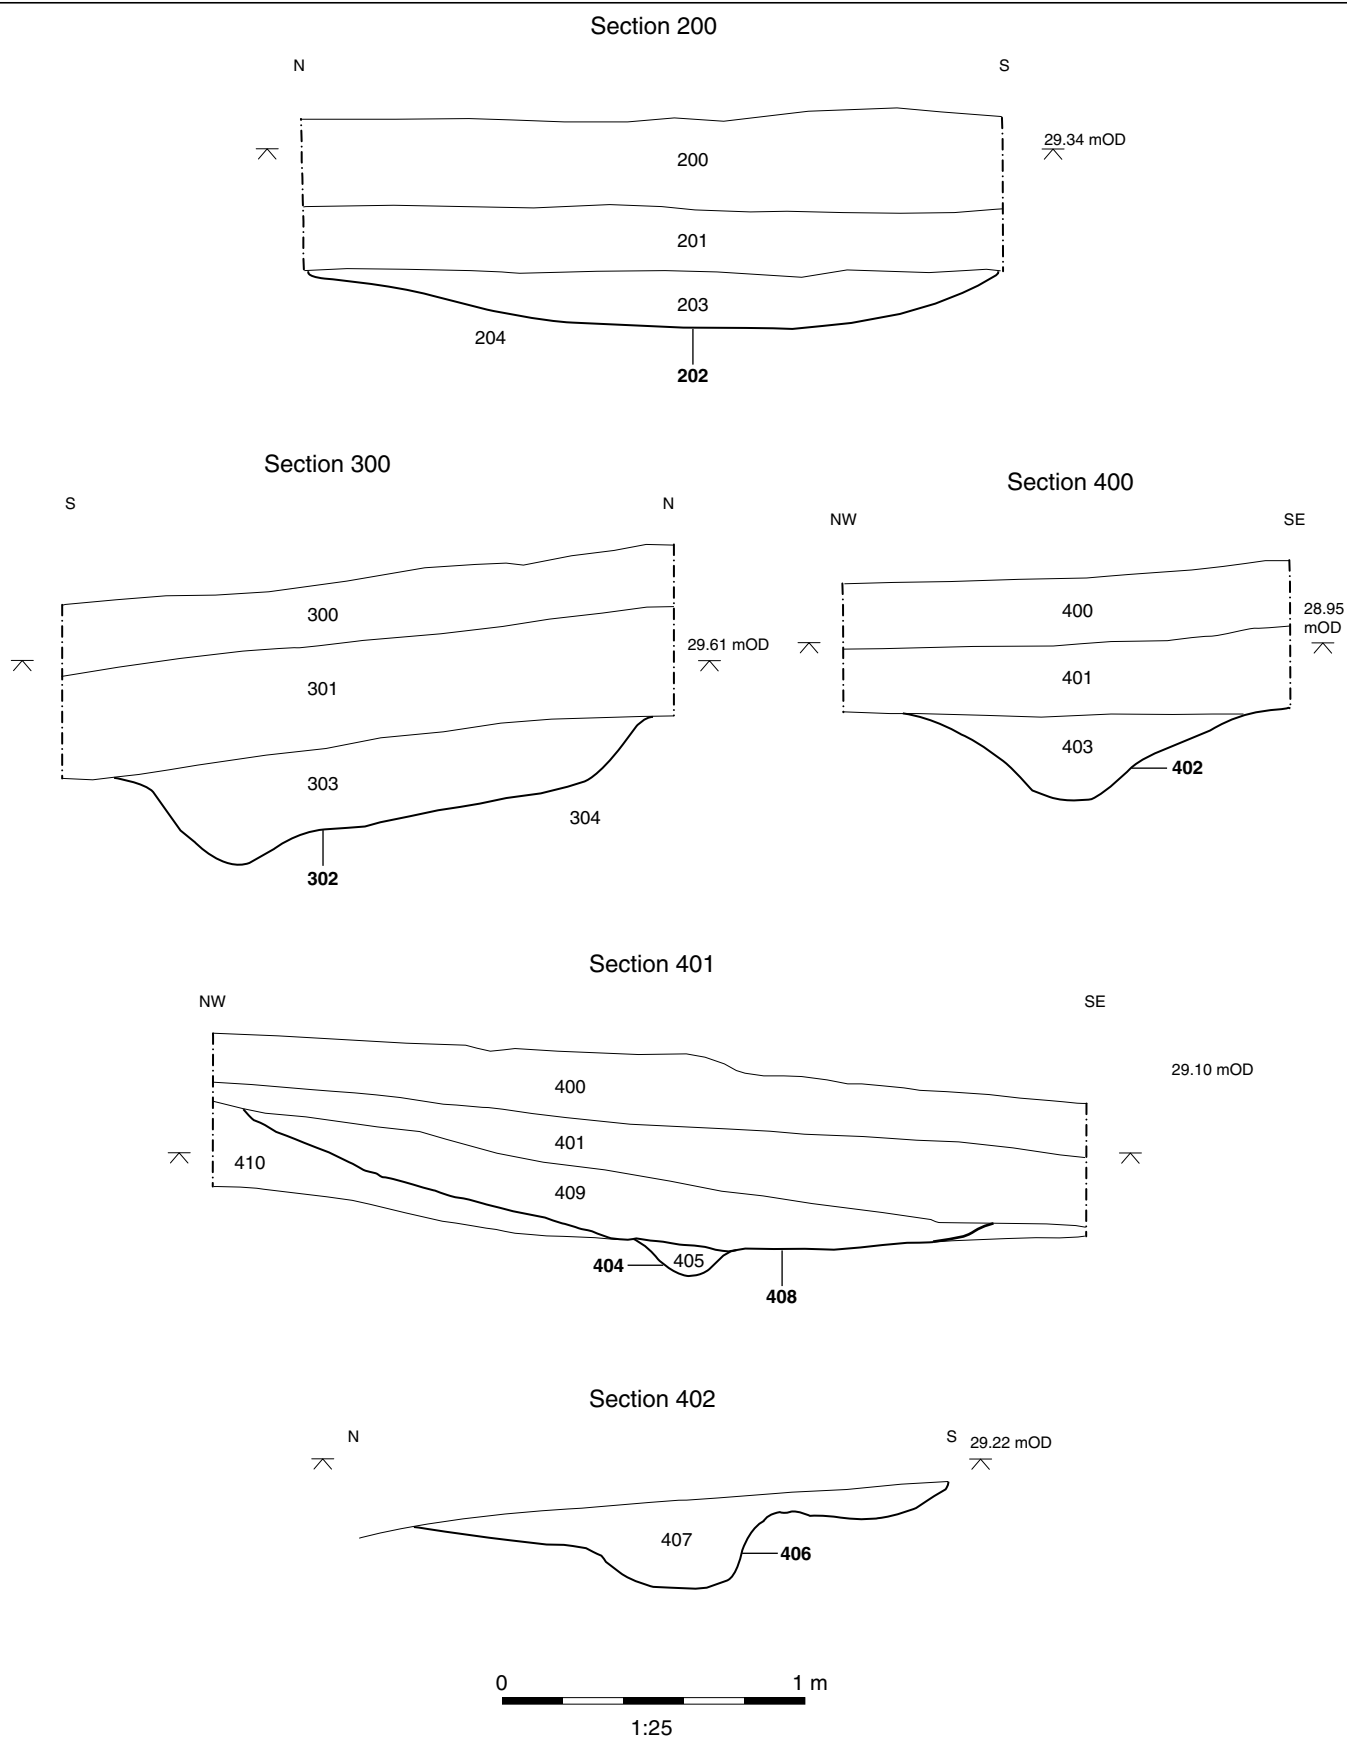 Section 200
N S
29.34 mOD
200
201
203
204
202
Section 300
S N
300
29.61 mOD
301
303
304
302
Section 400
NW SE
400
28.95
mOD
401
403
402
Section 401
NW SE
29.10 mOD
400
401
410
409
404
405
408
Section 402
N S
29.22 mOD
407
406
0 1 m
1:25